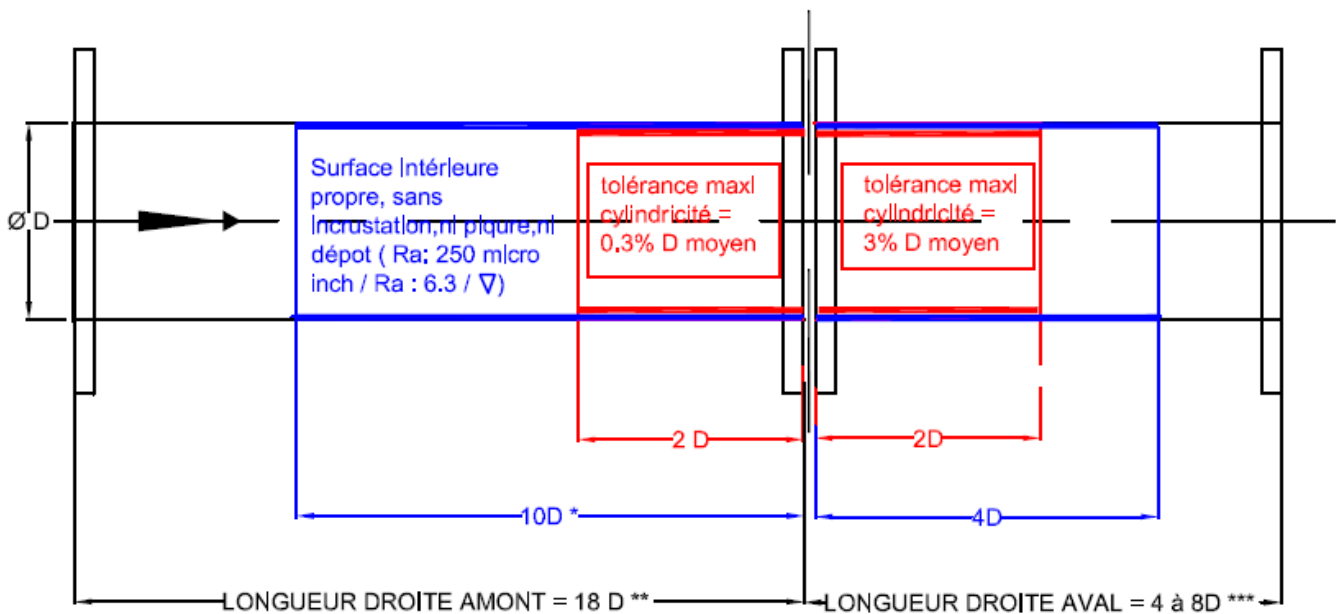 Surface Intérieure
propre, sans
Incrustation,ni piqure,ni
dépot ( Ra: 250 micro
inch / Ra : 6.3 / ∇)
tolérance maxi
cylindricité =
0.3% D moyen
tolérance maxi
cylindricité =
3% D moyen
Ø D
2 D
2D
10D *
4D
LONGUEUR DROITE AMONT = 18 D **
LONGUEUR DROITE AVAL = 4 à 8D ***